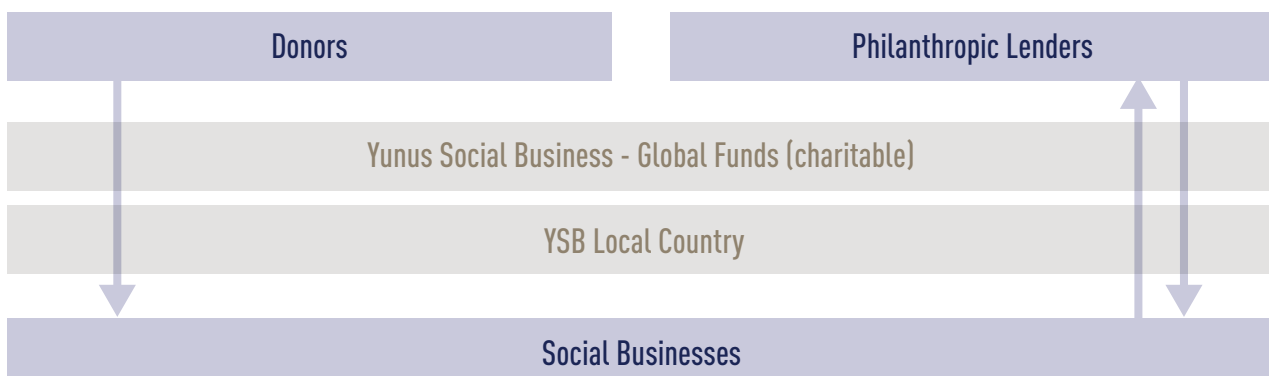 Donors
Philanthropic Lenders
Yunus Social Business - Global Funds (charitable)
YSB Local Country
Social Businesses